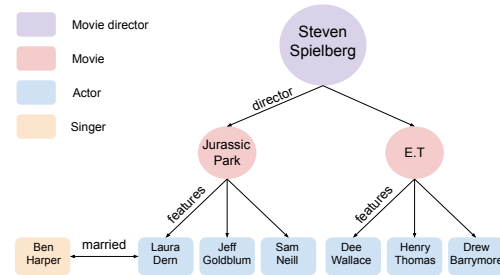 Movie director
Movie
Actor
Singer
Steven
Spielberg
director
Jurassic
Park
E.T
features
features
Ben
Harper
married
Laura
Dern
Jeff
Goldblum
Sam
Neill
Dee
Wallace
Henry
Thomas
Drew
Barrymore